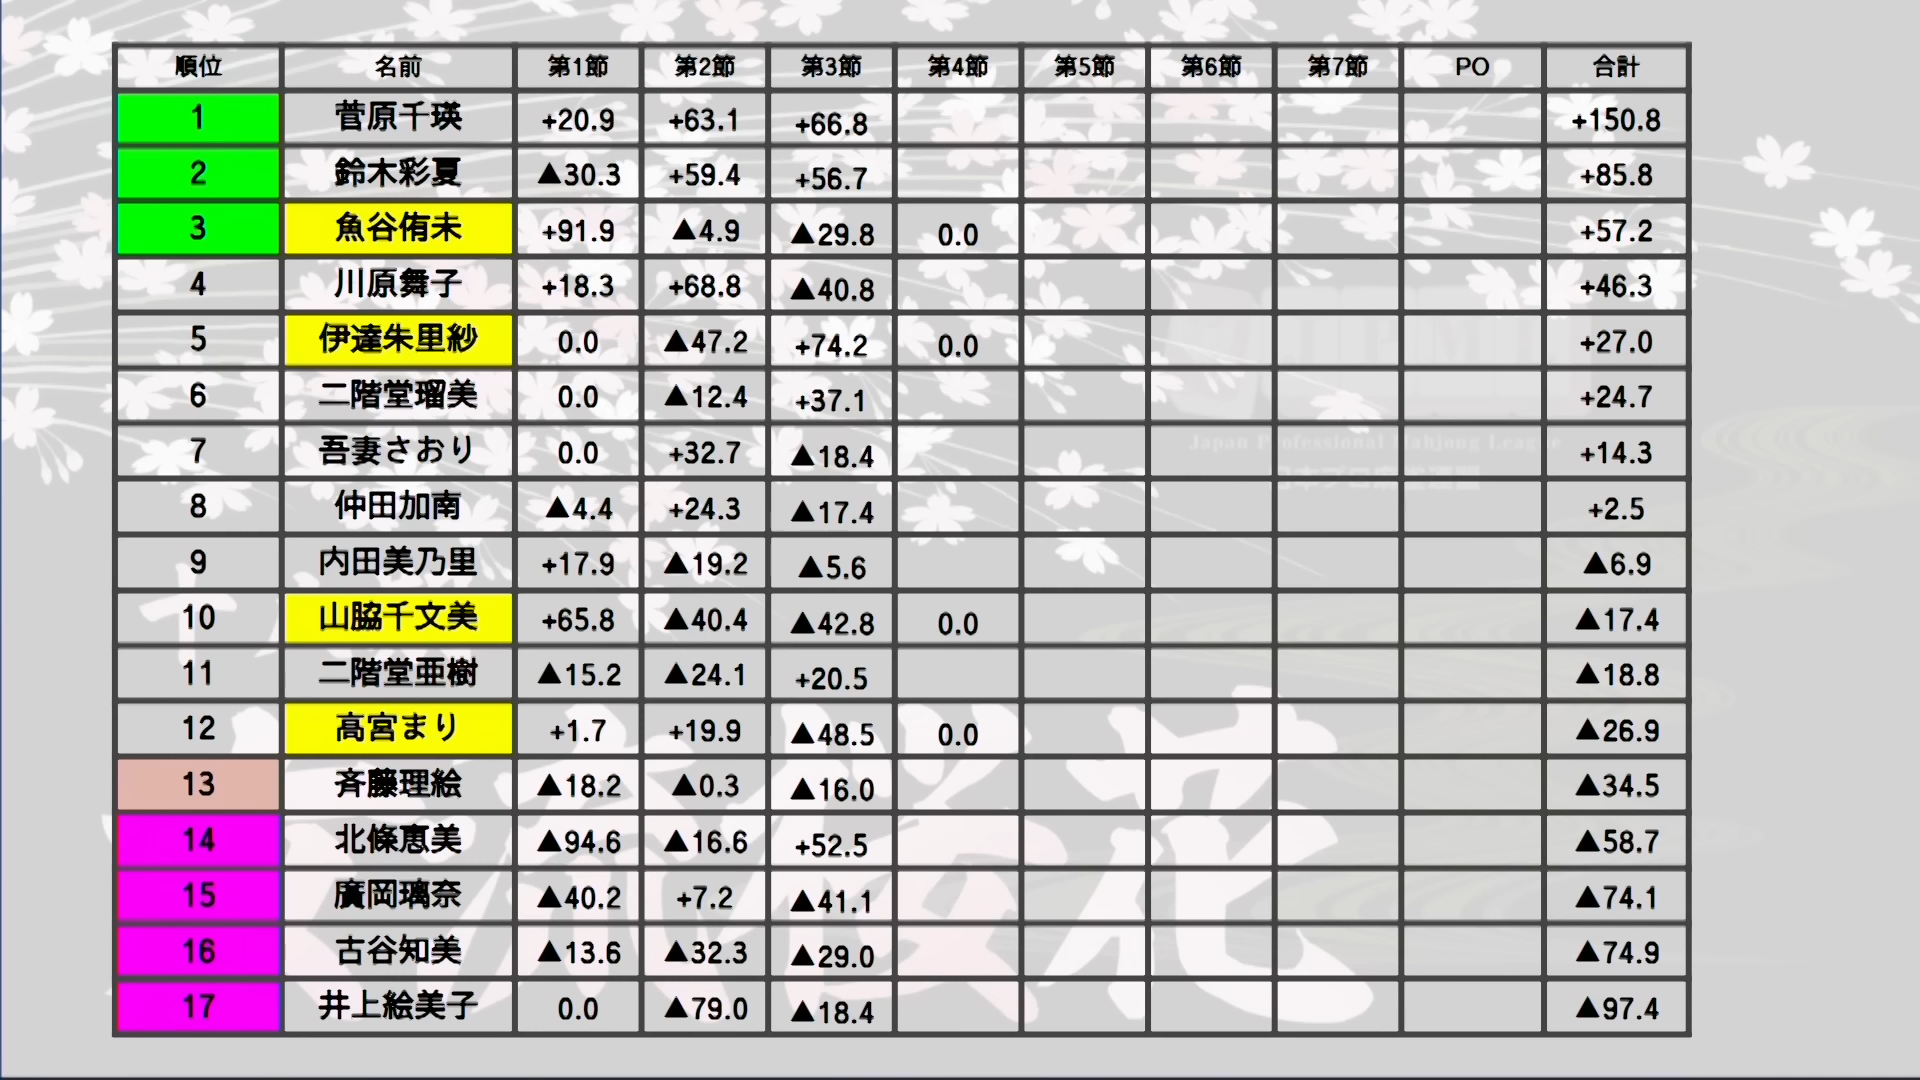 順位 名前 第1節 第2節 第3節 第4節 第5節 第6節 第7節 PO 合計
1 菅原千瑛 +20.9 +63.1 +66.8 +150.8
2 鈴木彩夏 ▲30.3 +59.4 +56.7 +85.8
3 魚谷侑未 +91.9 ▲4.9 ▲29.8 0.0 +57.2
4 川原舞子 +18.3 +68.8 ▲40.8 +46.3
5 伊達朱里紗 0.0 ▲47.2 +74.2 0.0 +27.0
6 二階堂瑠美 0.0 ▲12.4 +37.1 +24.7
7 吾妻さおり 0.0 +32.7 ▲18.4 +14.3
8 仲田加南 ▲4.4 +24.3 ▲17.4 +2.5
9 内田美乃里 +17.9 ▲19.2 ▲5.6 ▲6.9
10 山脇千文美 +65.8 ▲40.4 ▲42.8 0.0 ▲17.4
11 二階堂亜樹 ▲15.2 ▲24.1 +20.5 ▲18.8
12 高宮まり +1.7 +19.9 ▲48.5 0.0 ▲26.9
13 斉藤理絵 ▲18.2 ▲0.3 ▲16.0 ▲34.5
14 北條恵美 ▲94.6 ▲16.6 +52.5 ▲58.7
15 廣岡璃奈 ▲40.2 +7.2 ▲41.1 ▲74.1
16 古谷知美 ▲13.6 ▲32.3 ▲29.0 ▲74.9
17 井上絵美子 0.0 ▲79.0 ▲18.4 ▲97.4
Japan Professional Mahjong League